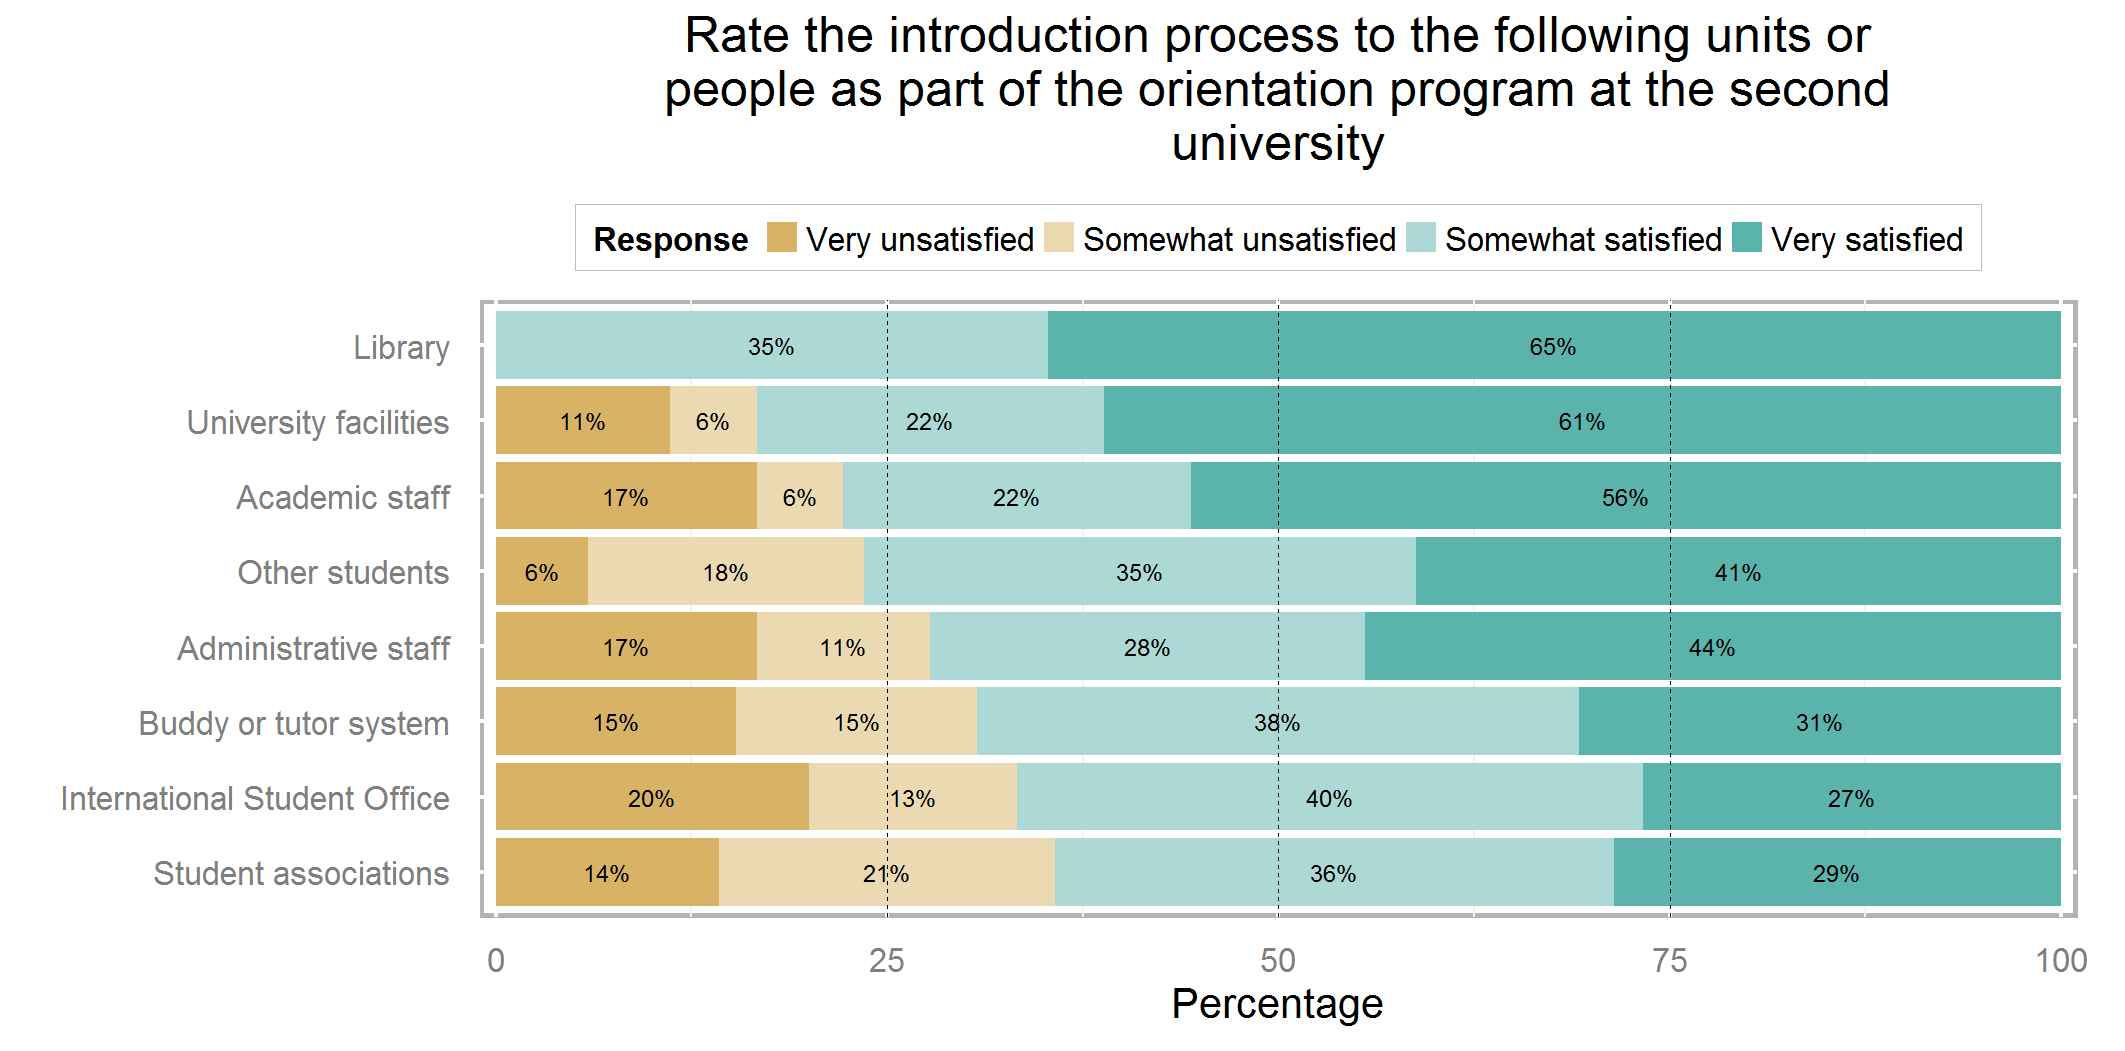 Rate the introduction process to the following units or
people as part of the orientation program at the second
university
Response Very unsatisfied Somewhat unsatisfied Somewhat satisfied Very satisfied
Library 35% 65%
University facilities 11% 6% 22% 61%
Academic staff 17% 6% 22% 56%
Other students 6% 18% 35% 41%
Administrative staff 17% 11% 28% 44%
Buddy or tutor system 15% 15% 38% 31%
International Student Office 20% 13% 40% 27%
Student associations 14% 21% 36% 29%
0 25 50 75 100
Percentage